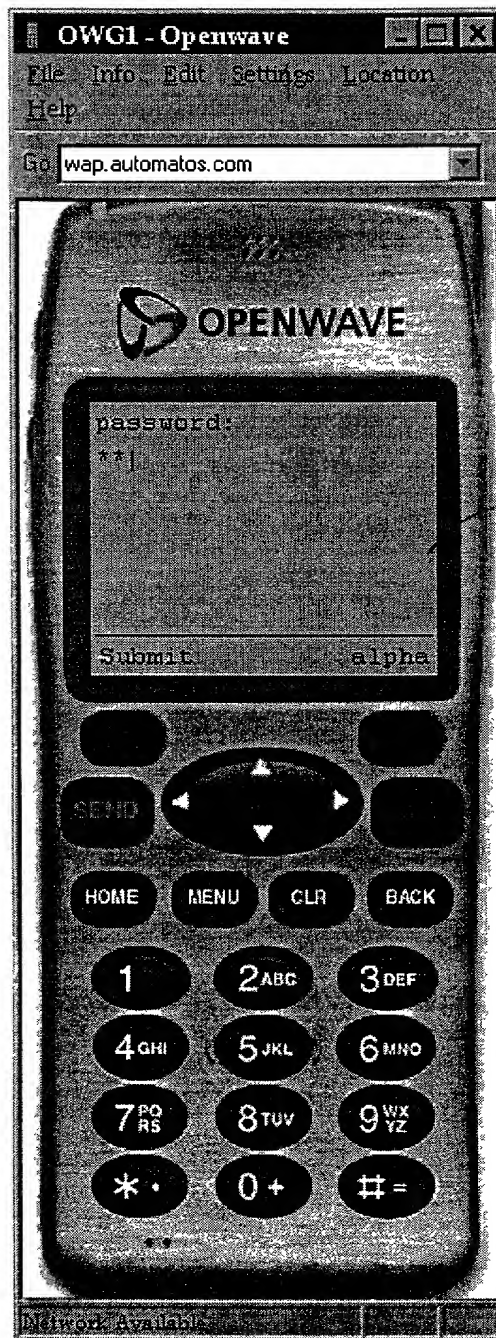 OWG1 - Openwave
File Info Edit Settings Location
Help
Go wap.automatos.com
OPENWAVE
password:
**|
Submit alpha
SEND
HOME MENU CLR BACK
1 2ABC 3DEF
4GHI 5JKL 6MNO
7PQRS 8TUV 9WXYZ
* · 0 + # =
Network Available